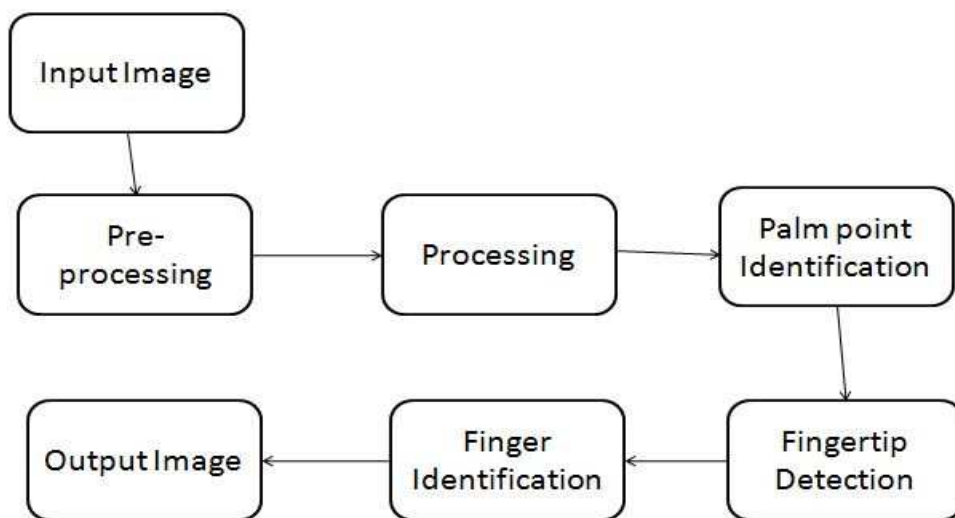 Input Image
Pre-
processing
Processing
Palm point
Identification
Fingertip
Detection
Finger
Identification
Output Image